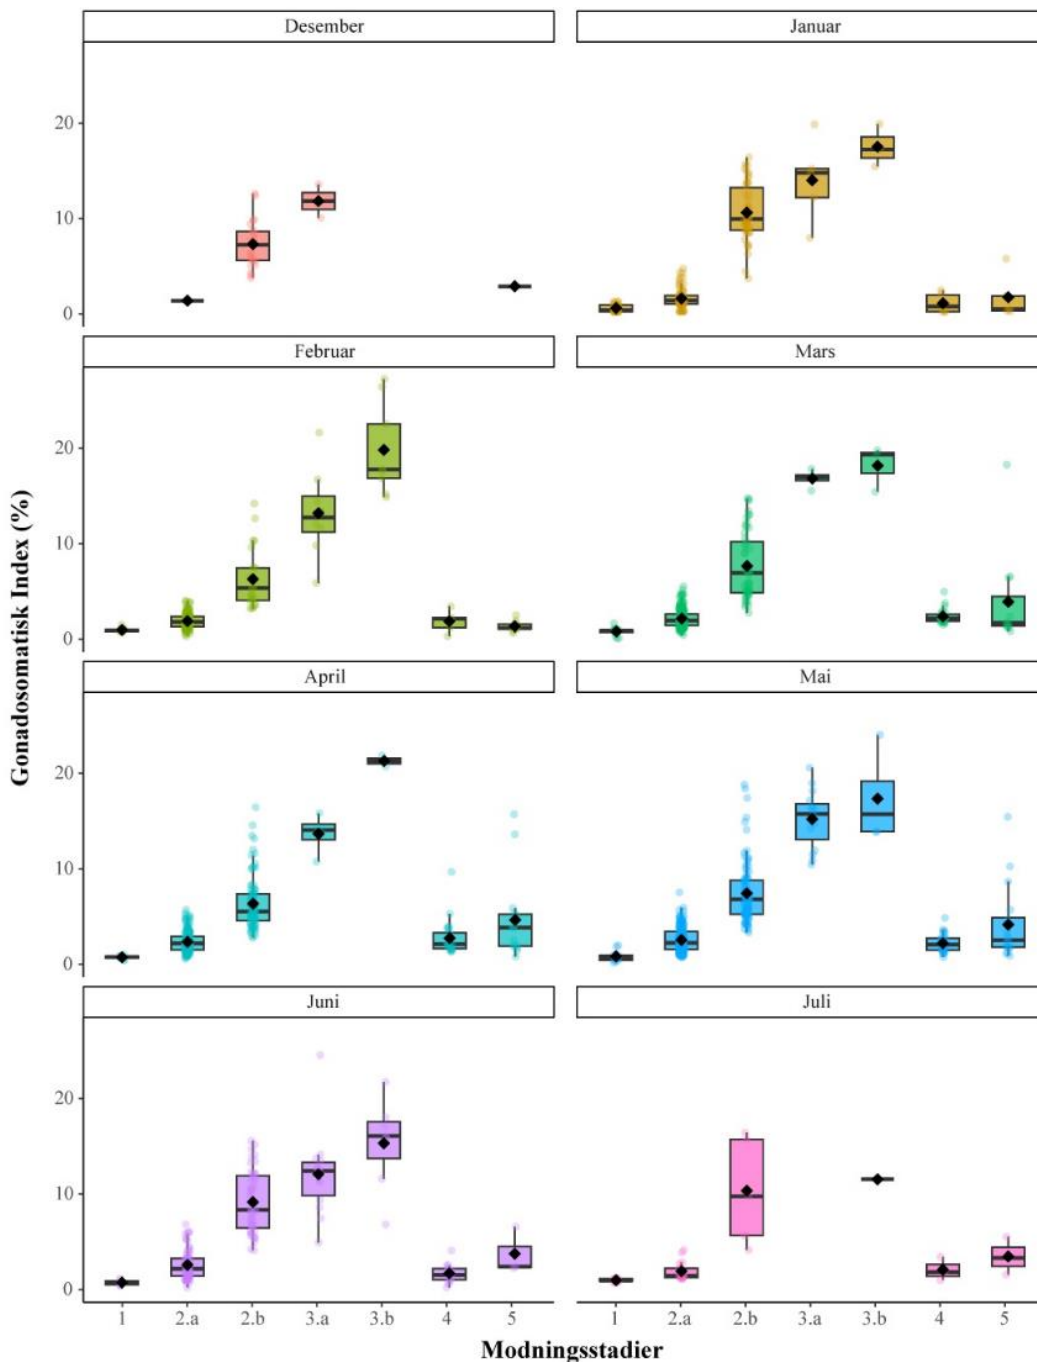 Desember
Januar
20
10
0
Februar
Mars
20
10
0
April
Mai
20
10
0
Juni
Juli
20
10
0
1 2.a 2.b 3.a 3.b 4 5
1 2.a 2.b 3.a 3.b 4 5
Gonadosomatisk Index (%)
Modningsstadier